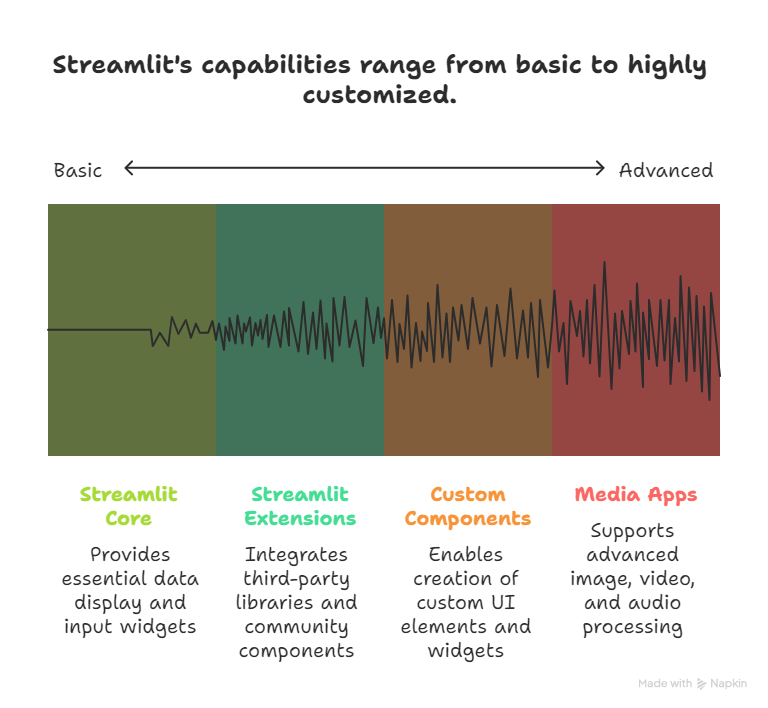 Streamlit's capabilities range from basic to highly
customized.
Basic
Advanced
Streamlit
Core
Provides
essential data
display and
input widgets
Streamlit
Extensions
Integrates
third-party
libraries and
community
components
Custom
Components
Enables
creation of
custom UI
elements and
widgets
Media Apps
Supports
advanced
image, video,
and audio
processing
Made with Napkin